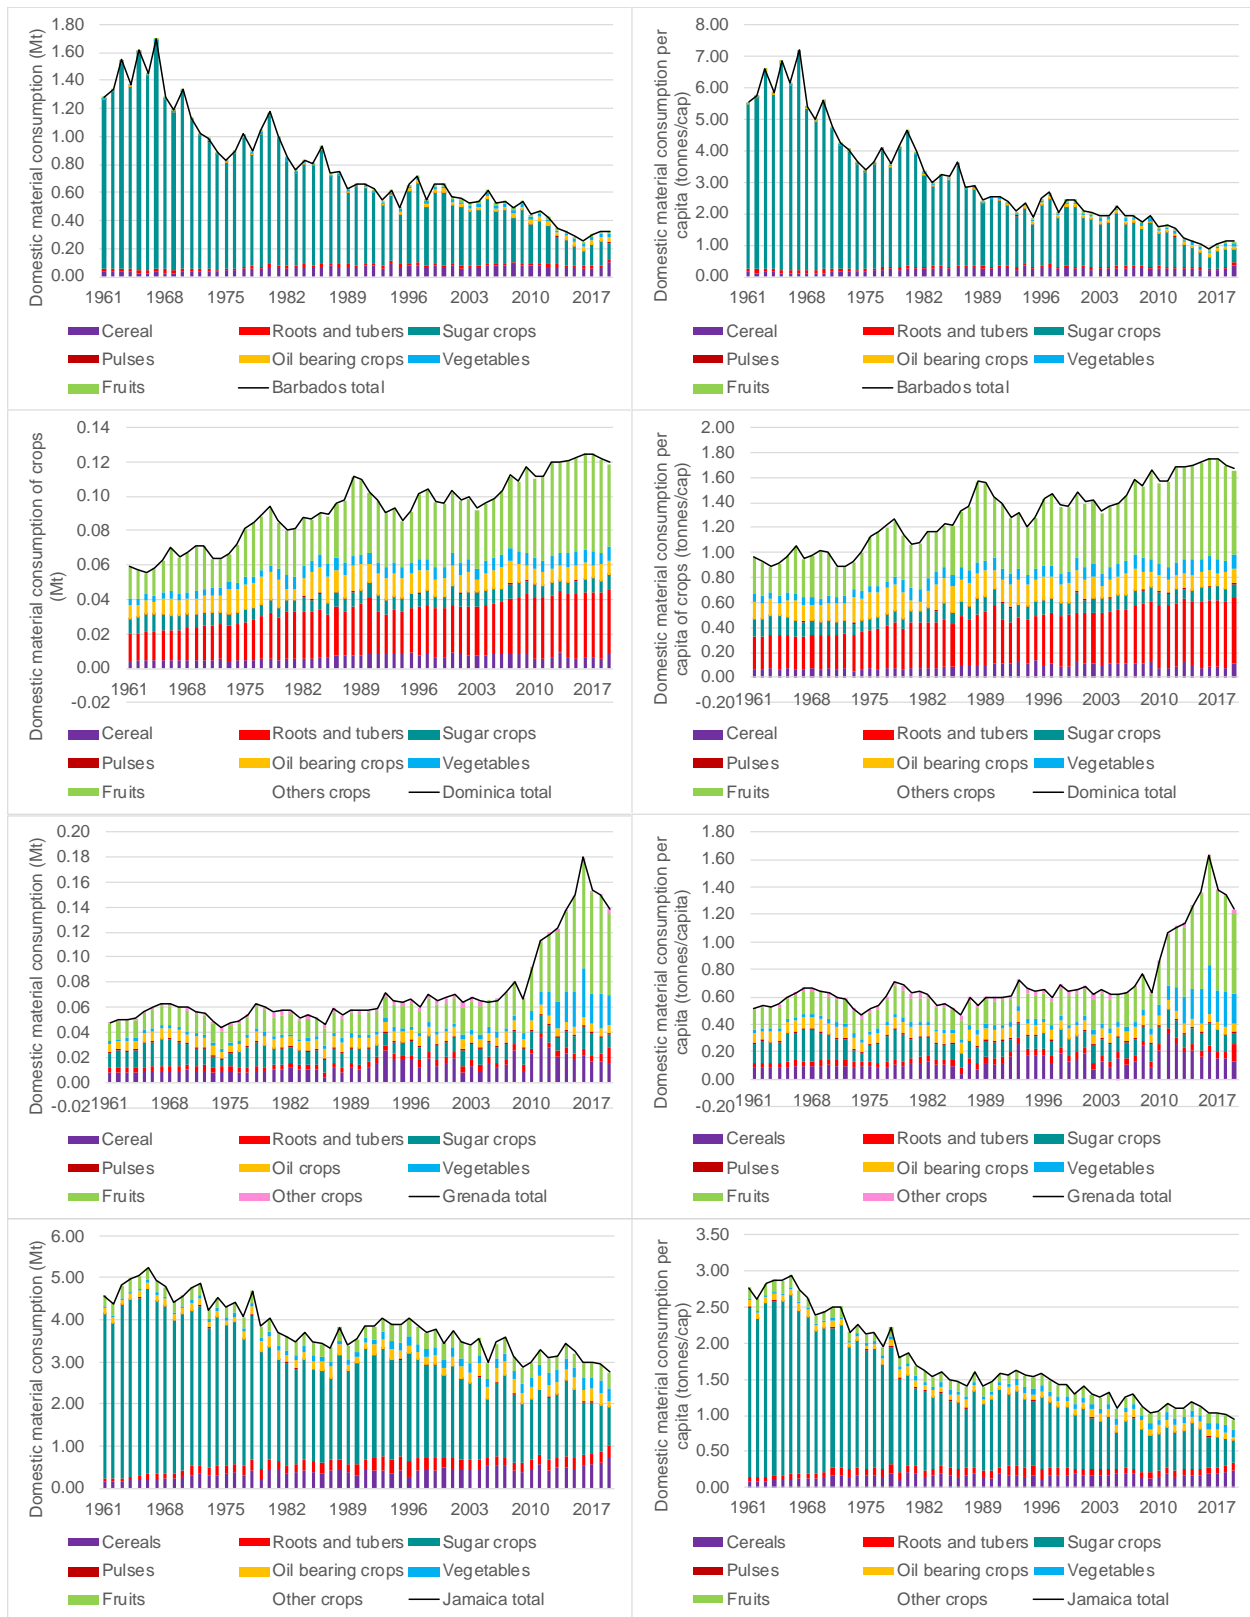 Domestic material consumption (Mt)
1.80
1.60
1.40
1.20
1.00
0.80
0.60
0.40
0.20
0.00
1961 1968 1975 1982 1989 1996 2003 2010 2017
Cereal Roots and tubers Sugar crops
Pulses Oil bearing crops Vegetables
Fruits Barbados total
Domestic material consumption per
capita (tonnes/cap)
8.00
7.00
6.00
5.00
4.00
3.00
2.00
1.00
0.00
1961 1968 1975 1982 1989 1996 2003 2010 2017
Cereal Roots and tubers Sugar crops
Pulses Oil bearing crops Vegetables
Fruits Barbados total
Domestic material consumption of crops
(Mt)
0.14
0.12
0.10
0.08
0.06
0.04
0.02
0.00
-0.02
1961 1968 1975 1982 1989 1996 2003 2010 2017
Cereal Roots and tubers Sugar crops
Pulses Oil bearing crops Vegetables
Fruits Others crops Dominica total
Domestic material consumption per
capita of crops (tonnes/cap)
2.00
1.80
1.60
1.40
1.20
1.00
0.80
0.60
0.40
0.20
0.00
-0.20
1961 1968 1975 1982 1989 1996 2003 2010 2017
Cereal Roots and tubers Sugar crops
Pulses Oil bearing crops Vegetables
Fruits Others crops Dominica total
Domestic material consumption (Mt)
0.20
0.18
0.16
0.14
0.12
0.10
0.08
0.06
0.04
0.02
0.00
-0.02
1961 1968 1975 1982 1989 1996 2003 2010 2017
Cereal Roots and tubers Sugar crops
Pulses Oil crops Vegetables
Fruits Other crops Grenada total
Domestic material consumption per
capita (tonnes/capita)
1.80
1.60
1.40
1.20
1.00
0.80
0.60
0.40
0.20
0.00
-0.20
1961 1968 1975 1982 1989 1996 2003 2010 2017
Cereals Roots and tubers Sugar crops
Pulses Oil bearing crops Vegetables
Fruits Other crops Grenada total
Domestic material consumption (Mt)
6.00
5.00
4.00
3.00
2.00
1.00
0.00
1961 1968 1975 1982 1989 1996 2003 2010 2017
Cereals Roots and tubers Sugar crops
Pulses Oil bearing crops Vegetables
Fruits Other crops Jamaica total
Domestic material consumption per
capita (tonnes/cap)
3.50
3.00
2.50
2.00
1.50
1.00
0.50
0.00
1961 1968 1975 1982 1989 1996 2003 2010 2017
Cereals Roots and tubers Sugar crops
Pulses Oil bearing crops Vegetables
Fruits Other crops Jamaica total